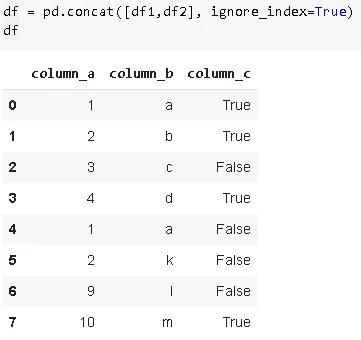 df = pd.concat([df1,df2], ignore_index=True)
df
column_a column_b column_c
0 1 a True
1 2 b True
2 3 c False
3 4 d True
4 1 a False
5 2 k False
6 9 l False
7 10 m True